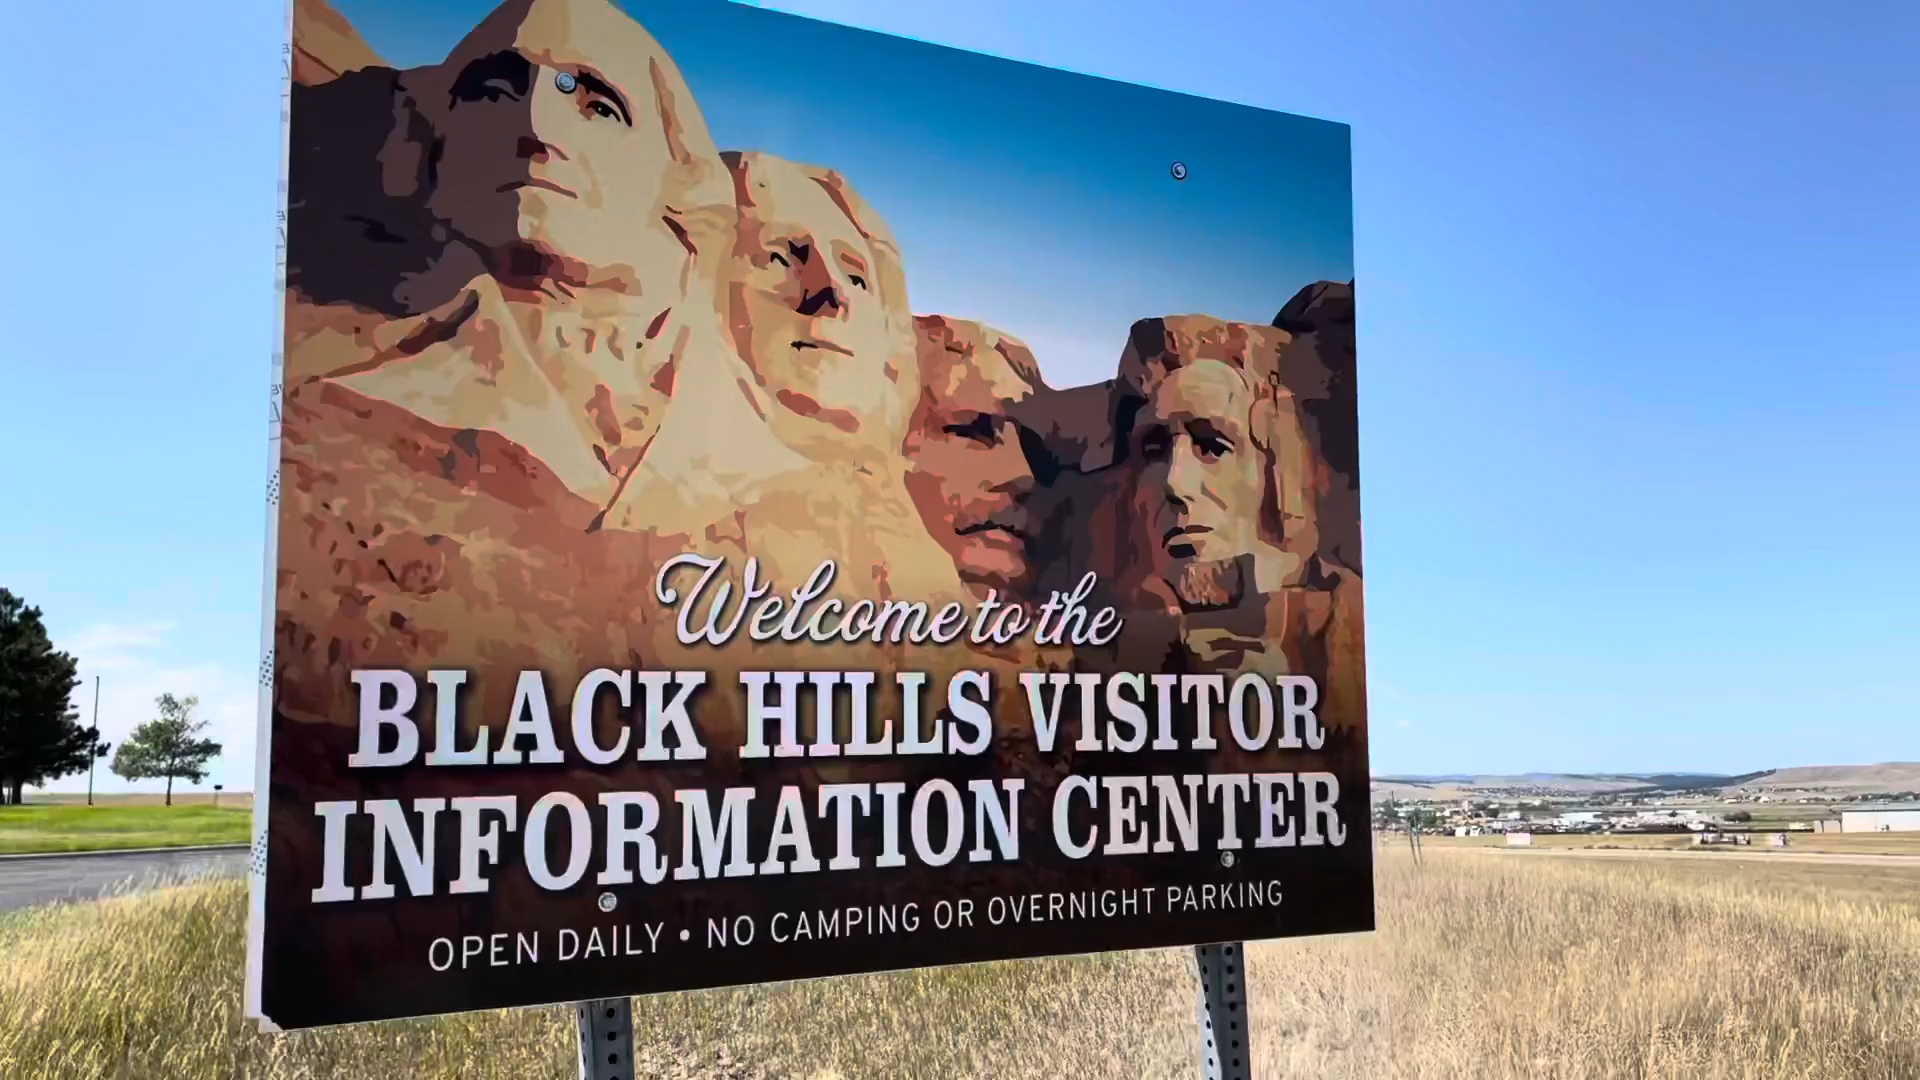 Welcome to the
BLACK HILLS VISITOR
INFORMATION CENTER
OPEN DAILY • NO CAMPING OR OVERNIGHT PARKING